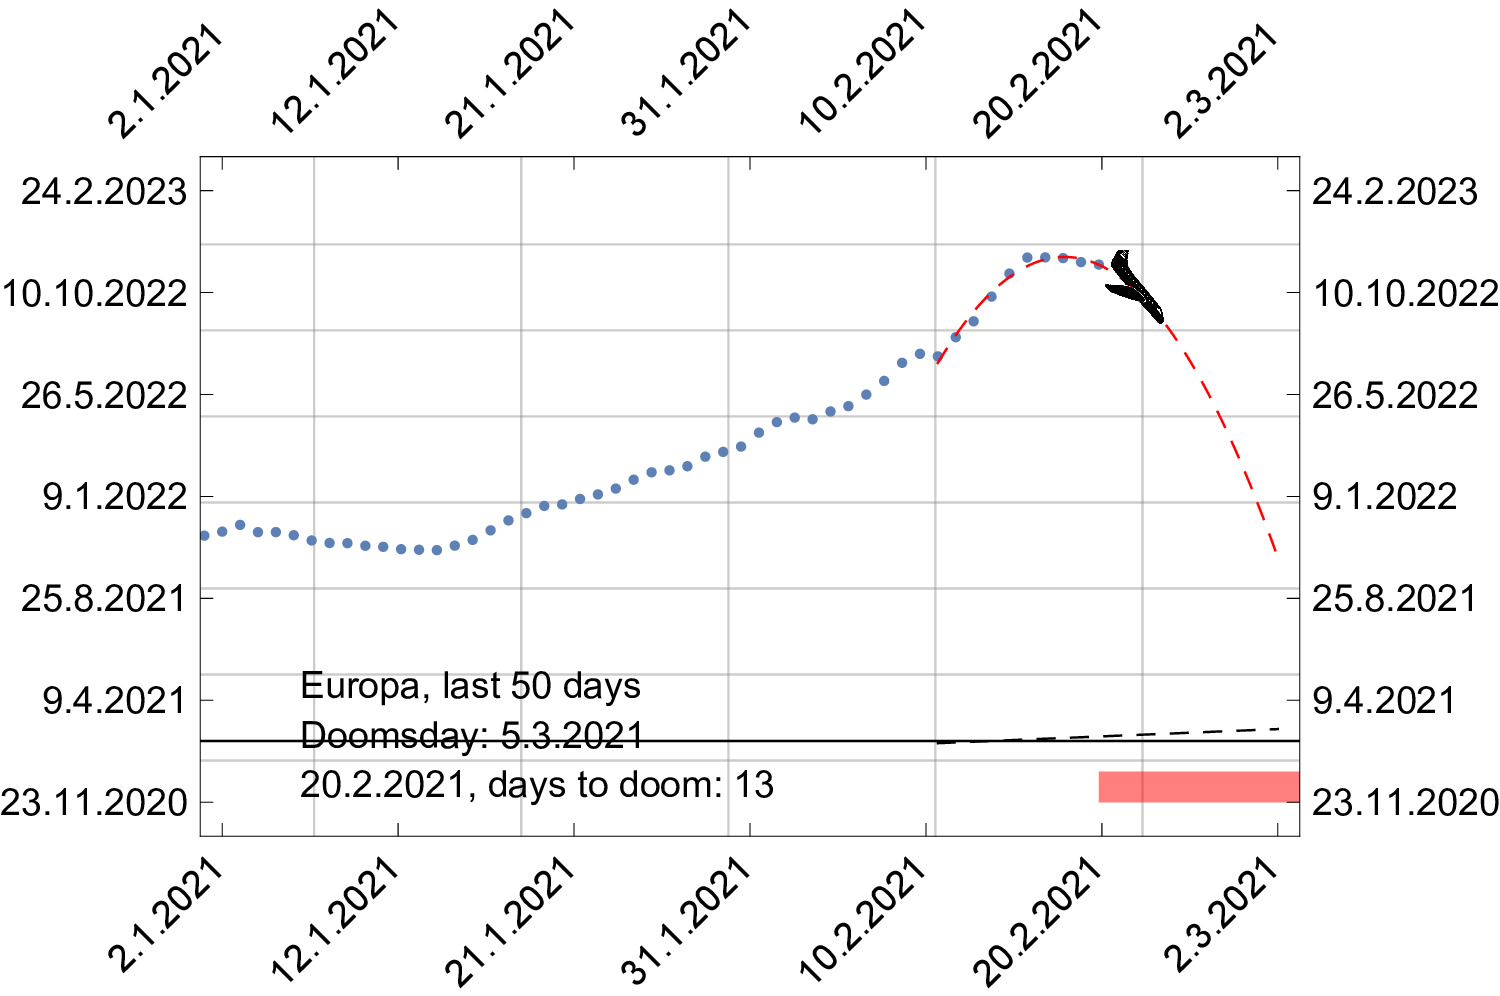 2.1.2021 12.1.2021 21.1.2021 31.1.2021 10.2.2021 20.2.2021 2.3.2021
24.2.2023 24.2.2023
10.10.2022 10.10.2022
26.5.2022 26.5.2022
9.1.2022 9.1.2022
25.8.2021 25.8.2021
Europa, last 50 days
9.4.2021 9.4.2021
Doomsday: 5.3.2021
20.2.2021, days to doom: 13
23.11.2020 23.11.2020
2.1.2021 12.1.2021 21.1.2021 31.1.2021 10.2.2021 20.2.2021 2.3.2021